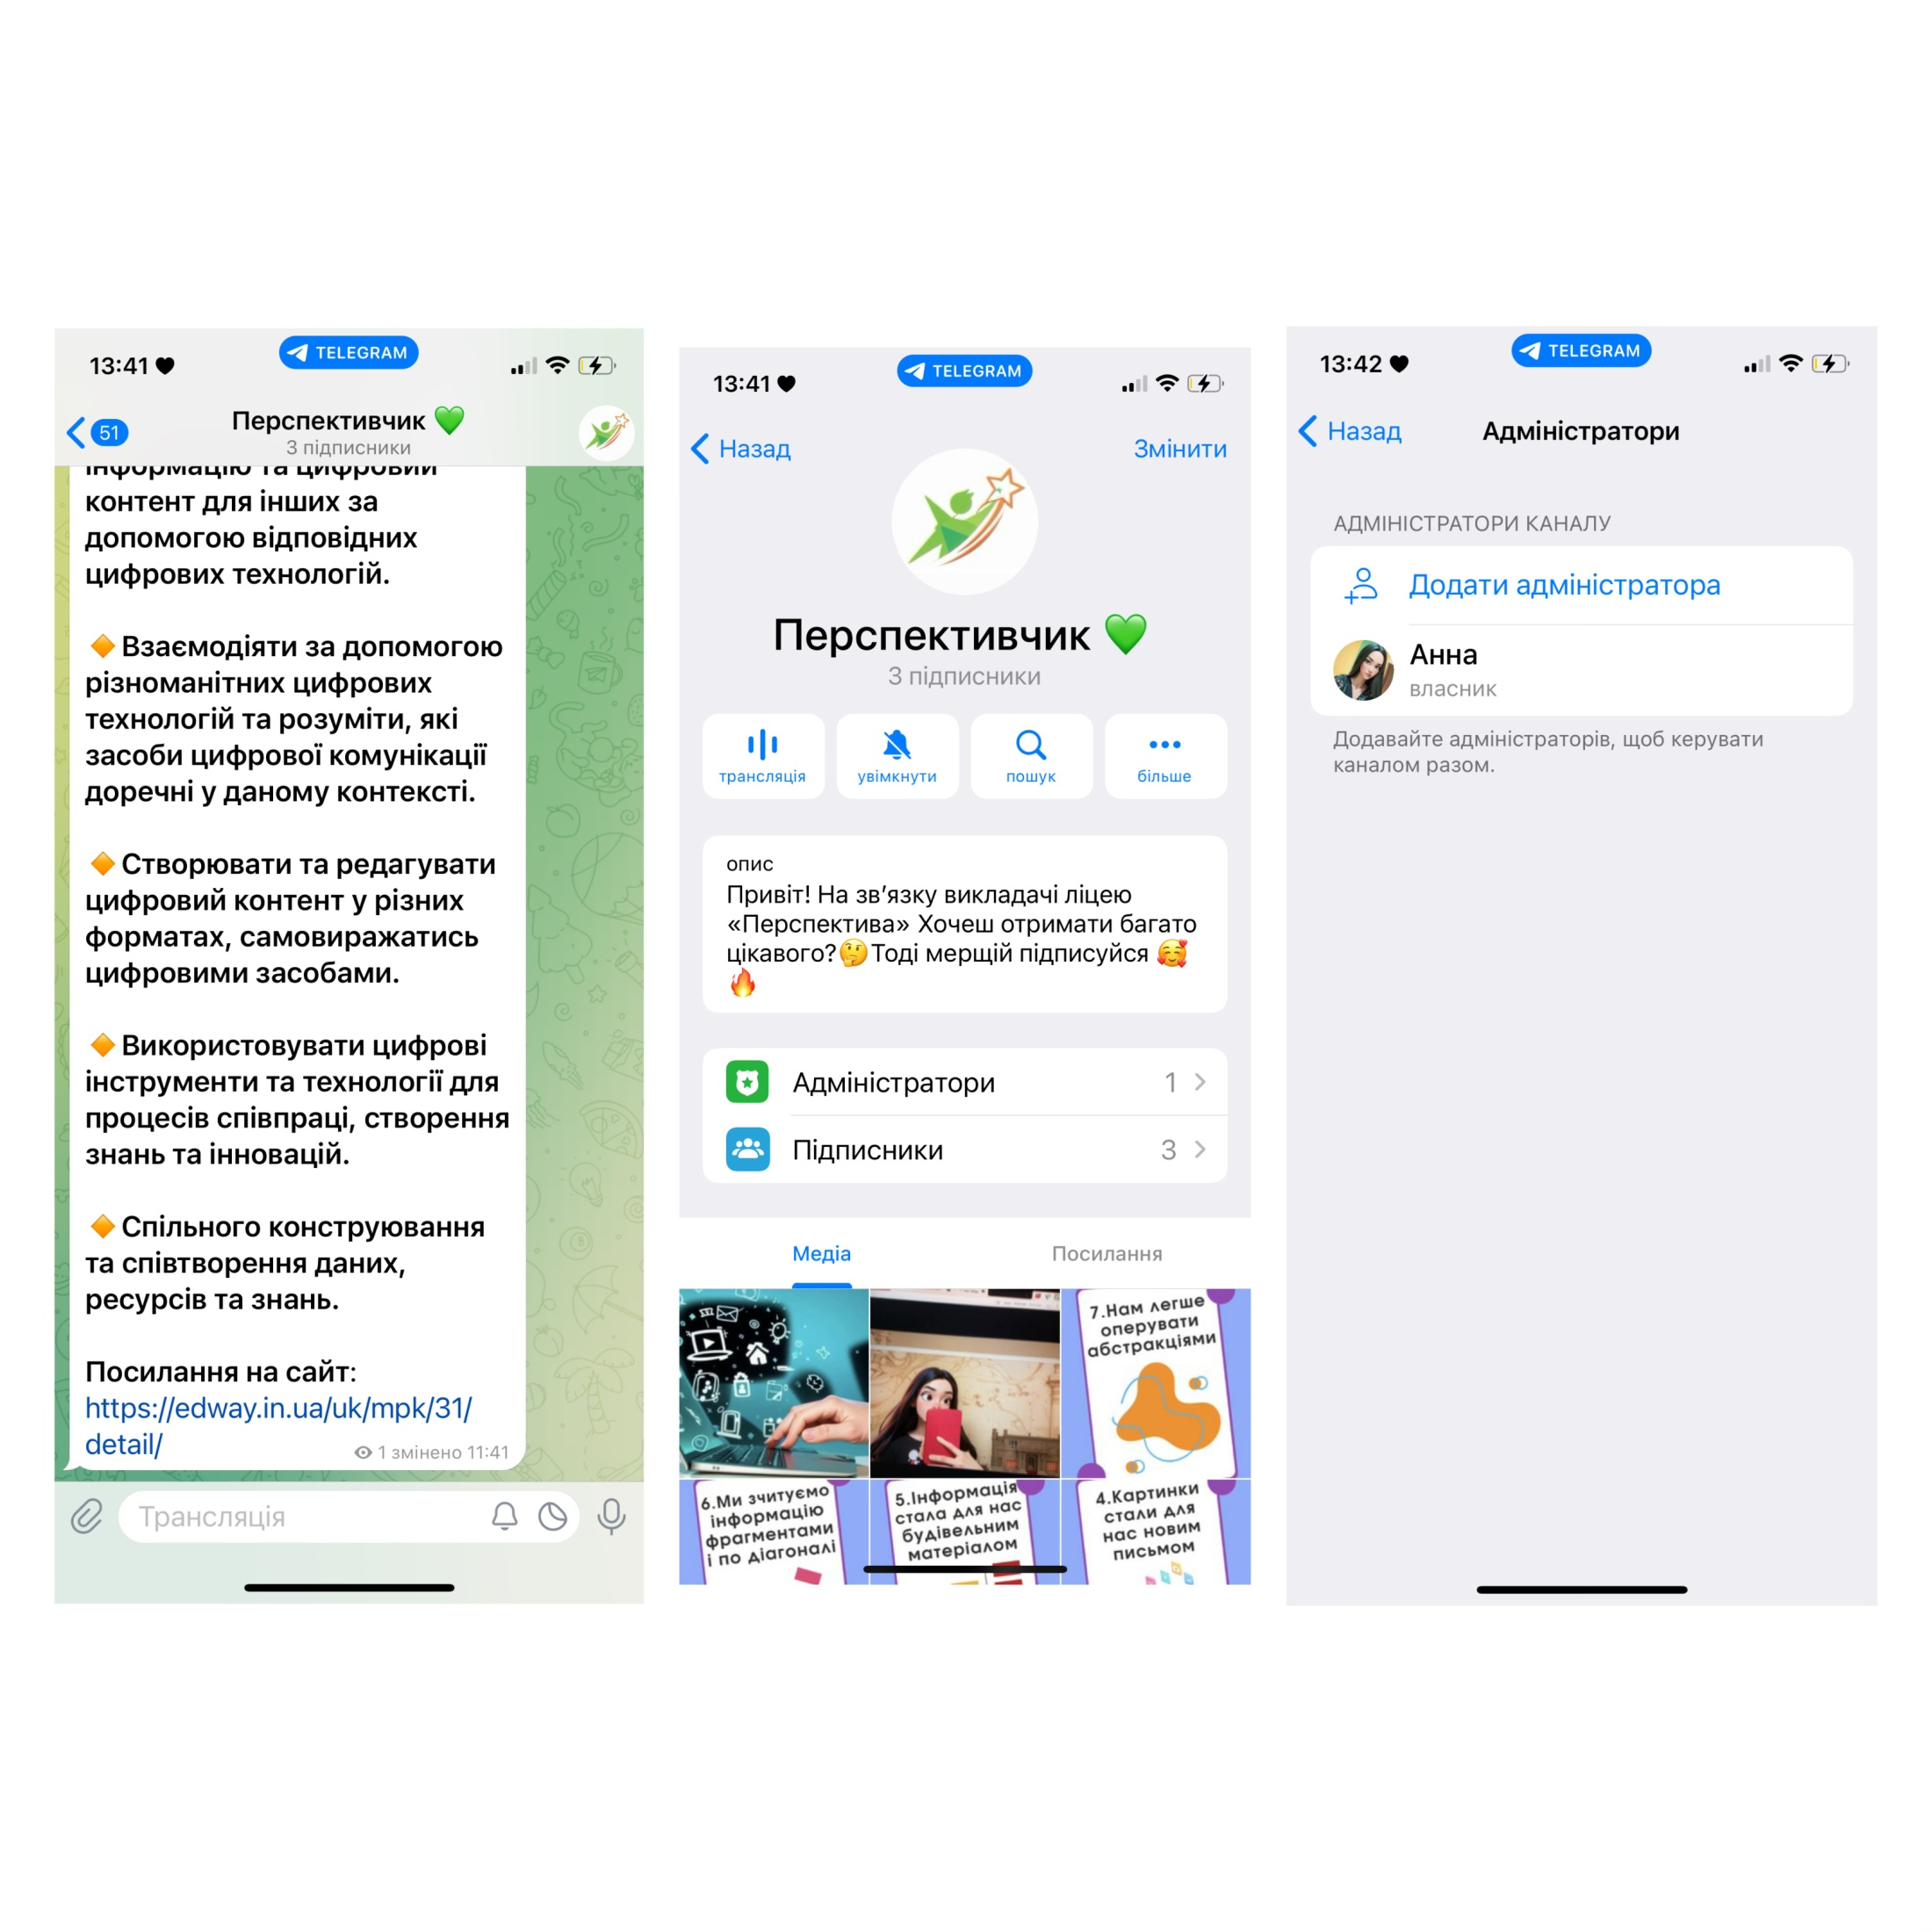 13:41
TELEGRAM
51
Перспективчик 💚
3 підписники
інформацію та цифровий
контент для інших за
допомогою відповідних
цифрових технологій.
🔶 Взаємодіяти за допомогою
різноманітних цифрових
технологій та розуміти, які
засоби цифрової комунікації
доречні у даному контексті.
🔶 Створювати та редагувати
цифровий контент у різних
форматах, самовиражатись
цифровими засобами.
🔶 Використовувати цифрові
інструменти та технології для
процесів співпраці, створення
знань та інновацій.
🔶 Спільного конструювання
та співтворення даних,
ресурсів та знань.
Посилання на сайт:
https://edway.in.ua/uk/mpk/31/
detail/
1 змінено 11:41
Трансляція
13:41
TELEGRAM
Назад
Змінити
Перспективчик 💚
3 підписники
трансляція
увімкнути
пошук
більше
опис
Привіт! На зв’язку викладачі ліцею
«Перспектива» Хочеш отримати багато
цікавого?🤔Тоді мерщій підписуйся 🥰
🔥
Адміністратори 1
Підписники 3
Медіа
Посилання
7.Нам легше
оперувати
абстракціями
6.Ми зчитуємо
інформацію
фрагментами
і по діагоналі
5.Інформація
стала для нас
будівельним
матеріалом
4.Картинки
стали для
нас новим
письмом
13:42
TELEGRAM
Назад
Адміністратори
АДМІНІСТРАТОРИ КАНАЛУ
Додати адміністратора
Анна
власник
Додавайте адміністраторів, щоб керувати
каналом разом.